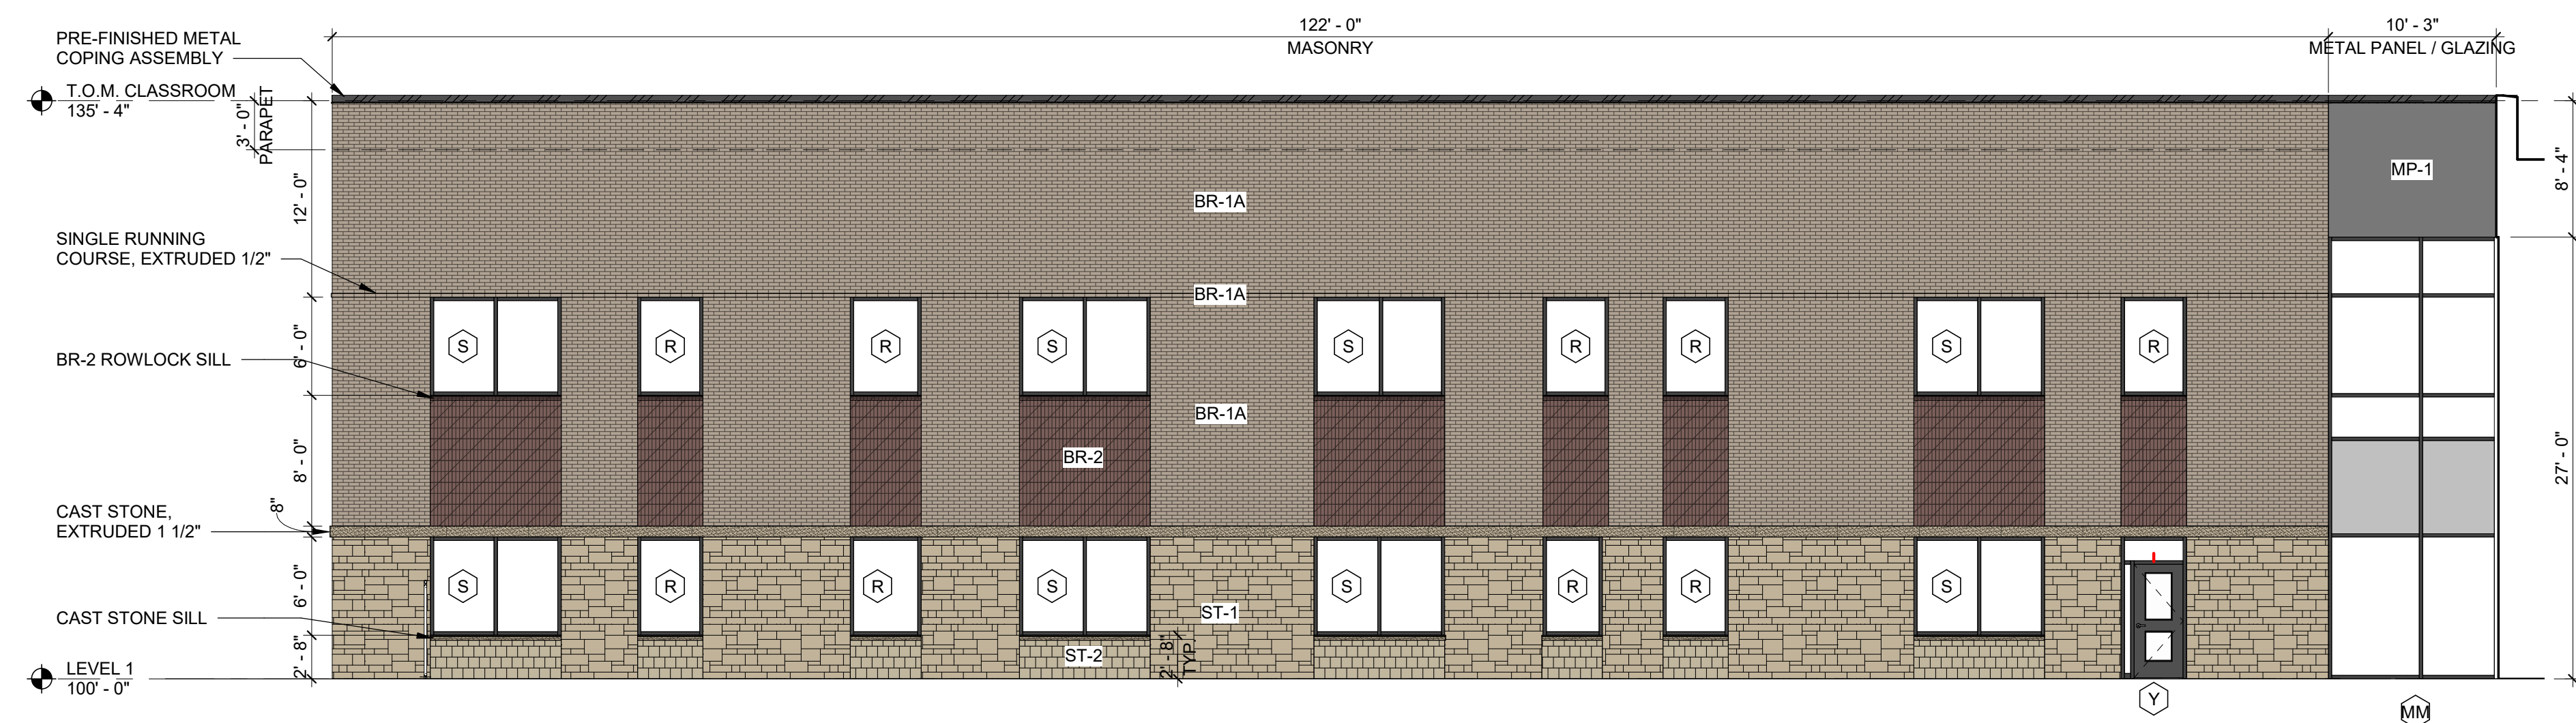 122' - 0"
MASONRY
10' - 3"
METAL PANEL / GLAZING
PRE-FINISHED METAL
COPING ASSEMBLY
T.O.M. CLASSROOM
135' - 4"
3' - 0"
PARAPET
12' - 0"
BR-1A
MP-1
8' - 4"
SINGLE RUNNING
COURSE, EXTRUDED 1/2"
BR-1A
S
R
R
S
S
R
R
S
R
BR-2 ROWLOCK SILL
6' - 0"
BR-1A
BR-2
8' - 0"
27' - 0"
CAST STONE,
EXTRUDED 1 1/2"
8"
S
R
R
S
S
R
R
S
6' - 0"
CAST STONE SILL
ST-1
ST-2
2' - 8"
TYP.
2' - 8"
LEVEL 1
100' - 0"
Y
MM